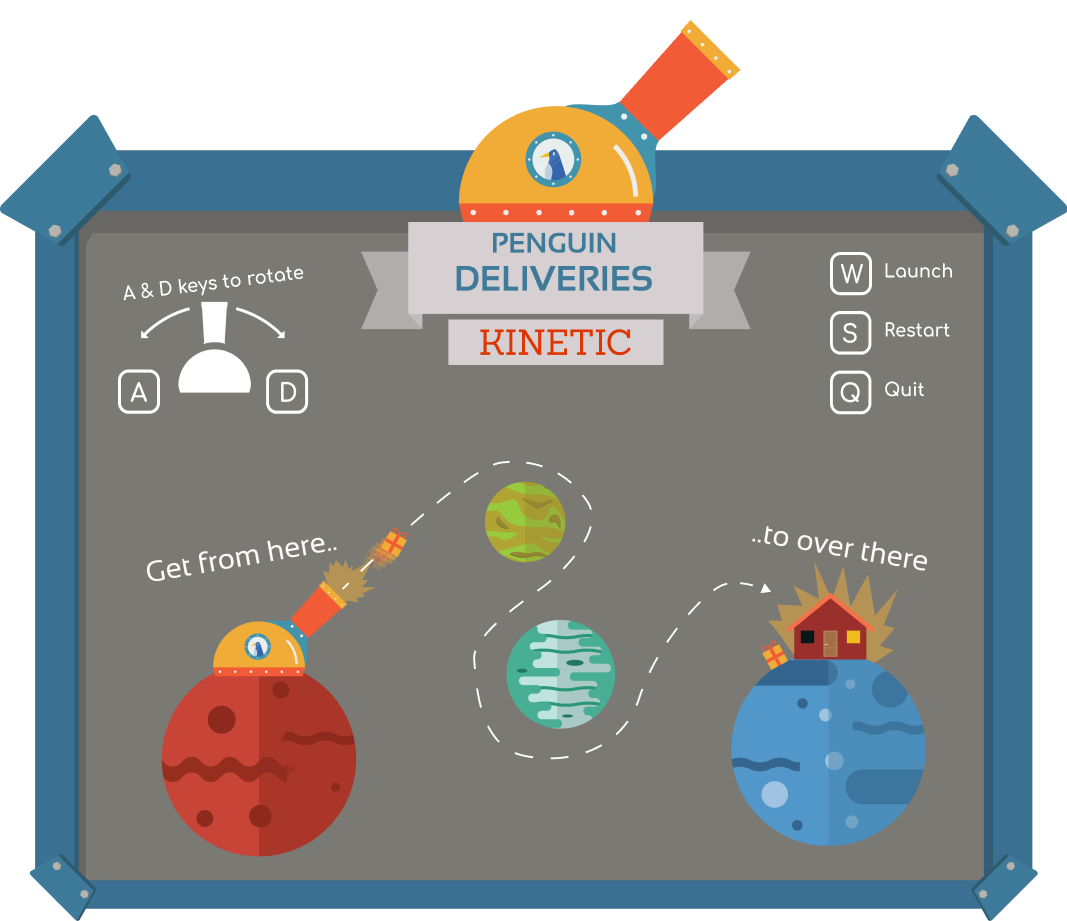 PENGUIN
DELIVERIES
KINETIC
A & D keys to rotate
A
D
W Launch
S Restart
Q Quit
Get from here..
..to over there